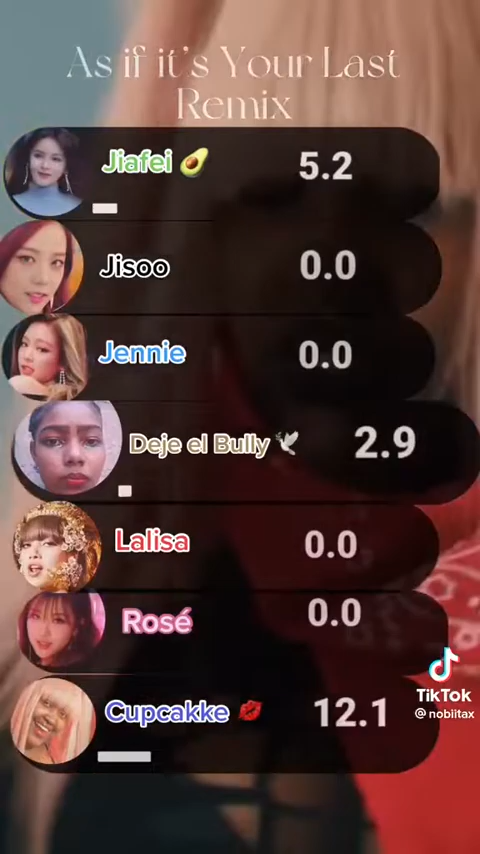 As if it's Your Last
Remix
Jiafei 🥑 5.2
Jisoo 0.0
Jennie 0.0
Deje el Bully 🕊 2.9
Lalisa 0.0
Rosé 0.0
Cupcakke 💋 12.1
TikTok
@ nobiitax